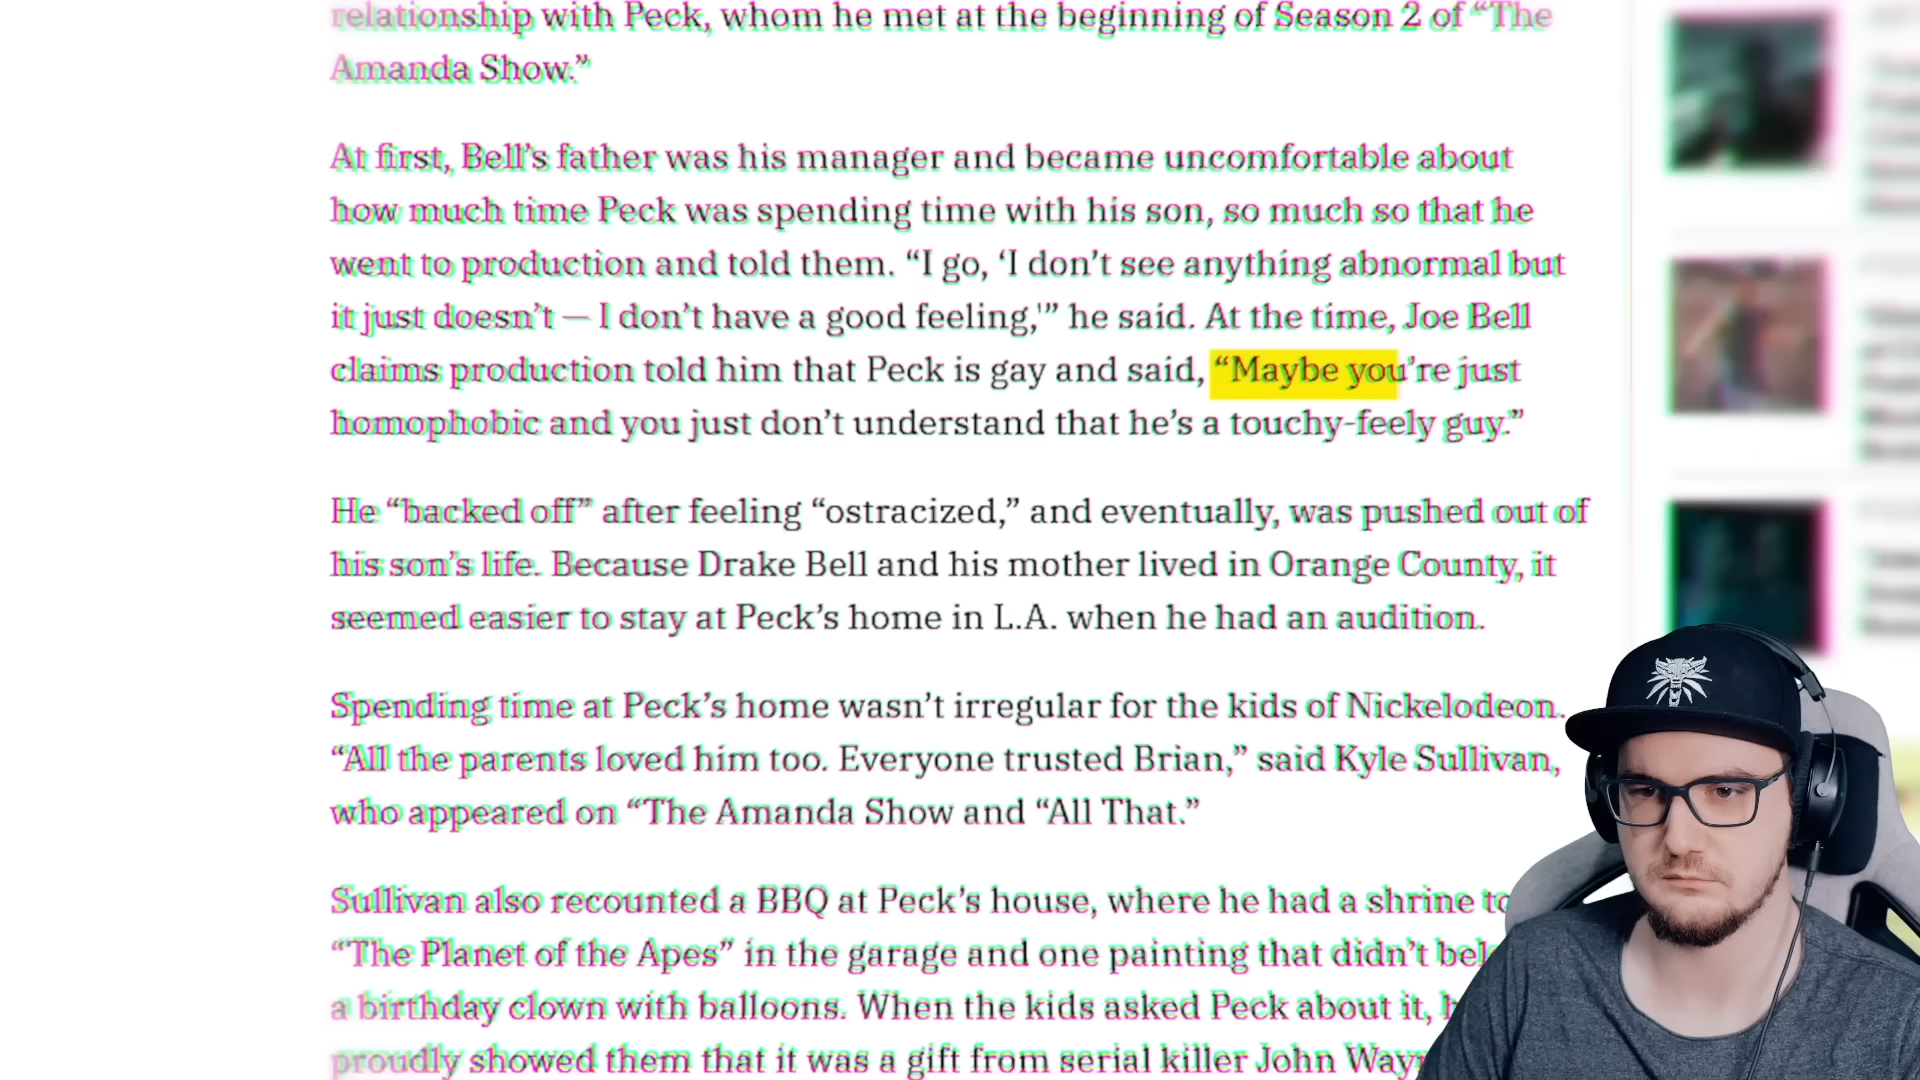 relationship with Peck, whom he met at the beginning of Season 2 of “The
Amanda Show.”
At first, Bell’s father was his manager and became uncomfortable about
how much time Peck was spending time with his son, so much so that he
went to production and told them. “I go, ‘I don’t see anything abnormal but
it just doesn’t — I don’t have a good feeling,'” he said. At the time, Joe Bell
claims production told him that Peck is gay and said, “Maybe you’re just
homophobic and you just don’t understand that he’s a touchy-feely guy.”
He “backed off” after feeling “ostracized,” and eventually, was pushed out of
his son’s life. Because Drake Bell and his mother lived in Orange County, it
seemed easier to stay at Peck’s home in L.A. when he had an audition.
Spending time at Peck’s home wasn’t irregular for the kids of Nickelodeon.
“All the parents loved him too. Everyone trusted Brian,” said Kyle Sullivan,
who appeared on “The Amanda Show and “All That.”
Sullivan also recounted a BBQ at Peck’s house, where he had a shrine to
“The Planet of the Apes” in the garage and one painting that didn’t
a birthday clown with balloons. When the kids asked Peck about it,
proudly showed them that it was a gift from serial killer John